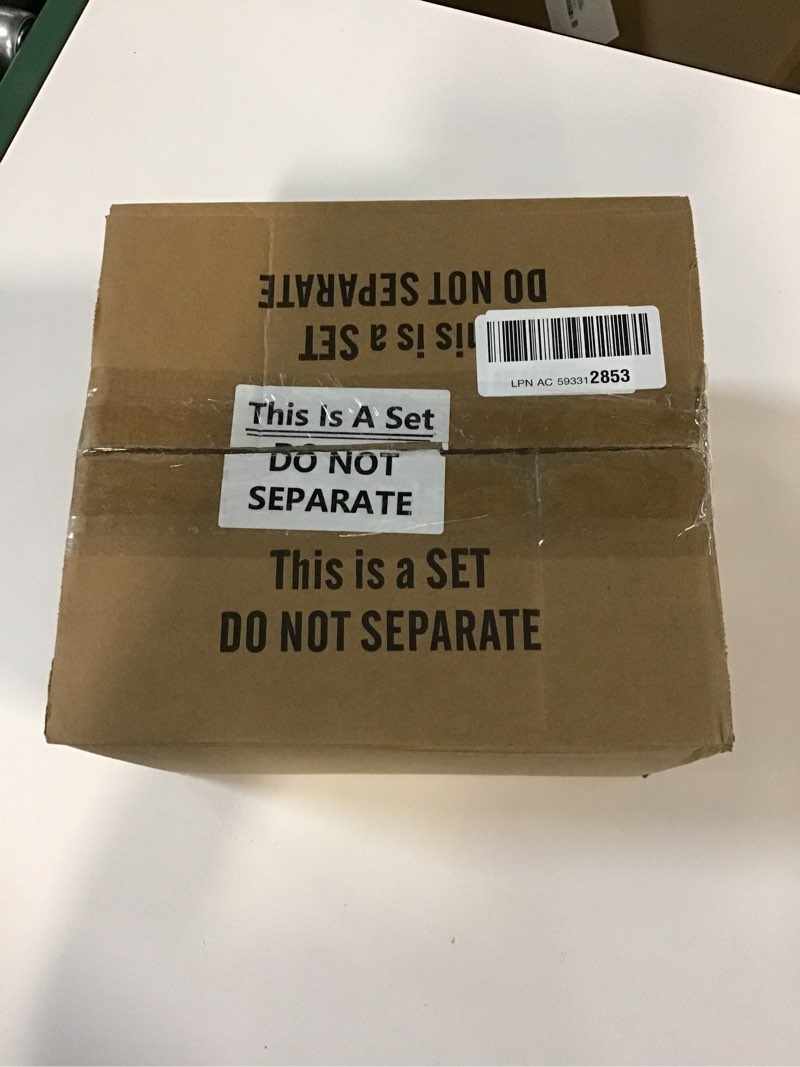 DO NOT SEPARATE
his is a SET
LPN AC 593312853
This Is A Set
DO NOT
SEPARATE
This is a SET
DO NOT SEPARATE